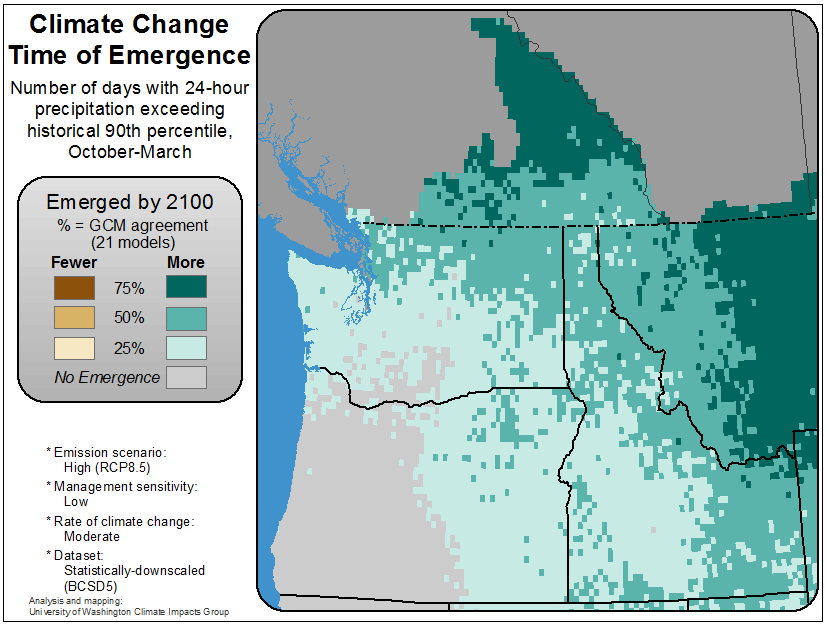 Climate Change
Time of Emergence
Number of days with 24-hour
precipitation exceeding
historical 90th percentile,
October-March
Emerged by 2100
% = GCM agreement
(21 models)
Fewer More
75%
50%
25%
No Emergence
* Emission scenario:
High (RCP8.5)
* Management sensitivity:
Low
* Rate of climate change:
Moderate
* Dataset:
Statistically-downscaled
(BCSD5)
Analysis and mapping:
University of Washington Climate Impacts Group